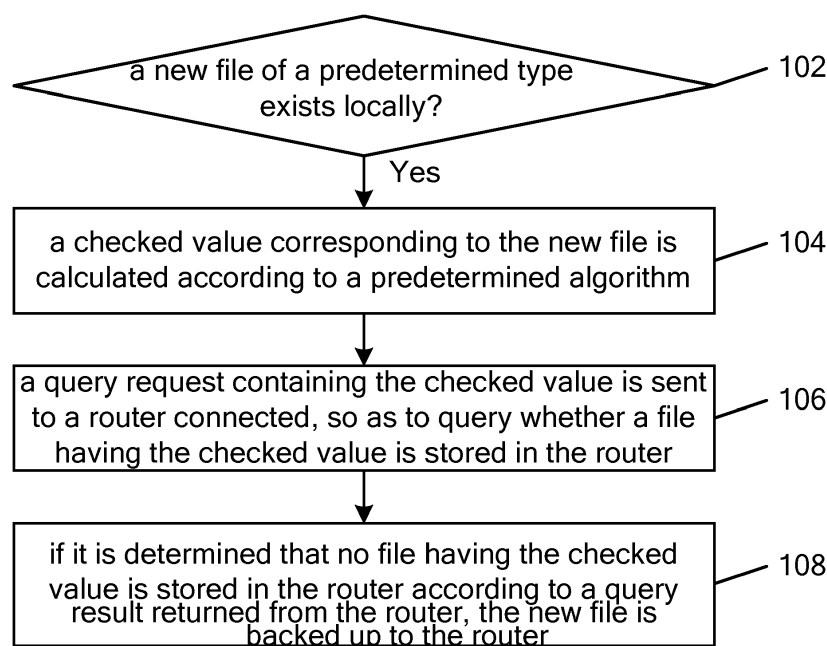 a new file of a predetermined type
exists locally?
102
Yes
a checked value corresponding to the new file is
calculated according to a predetermined algorithm
104
a query request containing the checked value is sent
to a router connected, so as to query whether a file
having the checked value is stored in the router
106
if it is determined that no file having the checked
value is stored in the router according to a query
result returned from the router, the new file is
backed up to the router
108